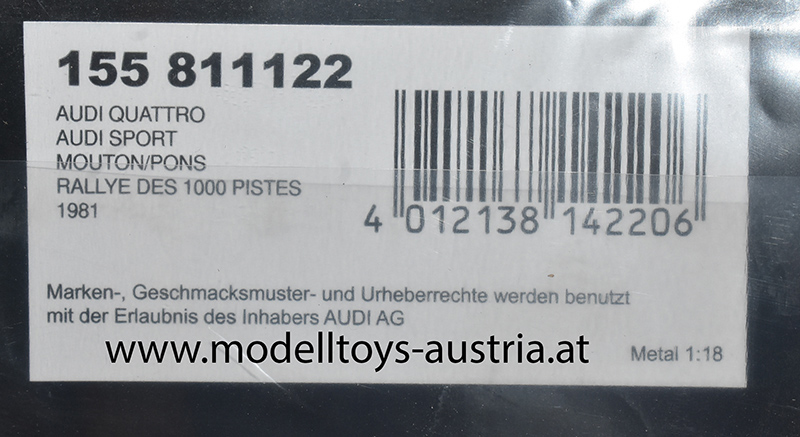 155 811122
AUDI QUATTRO
AUDI SPORT
MOUTON/PONS
RALLYE DES 1000 PISTES
1981
4 012138 142206
Marken-, Geschmacksmuster- und Urheberrechte werden benutzt
mit der Erlaubnis des Inhabers AUDI AG
www.modelltoys-austria.at
Metal 1:18